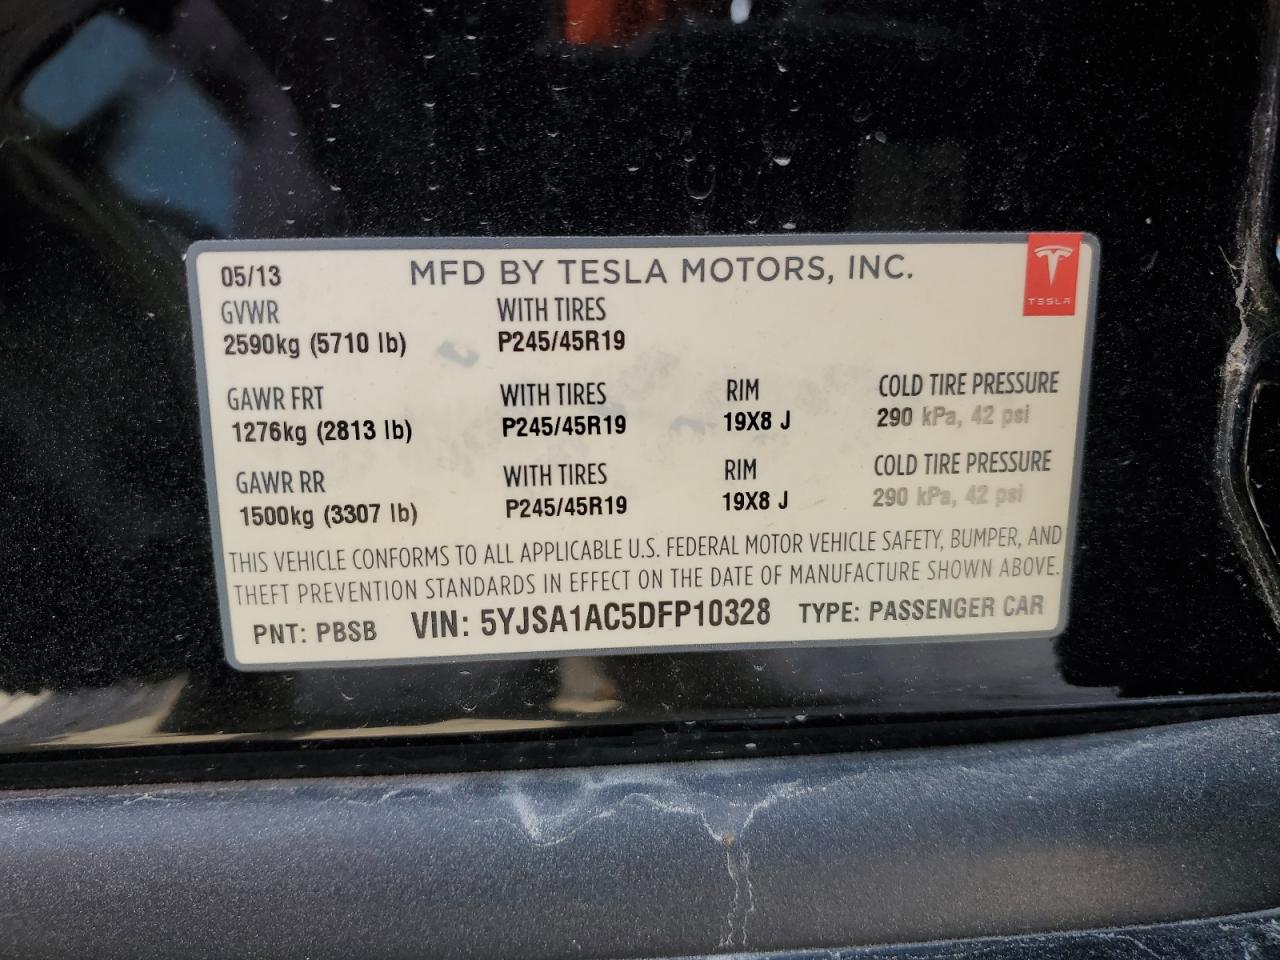 05/13 MFD BY TESLA MOTORS, INC.
TESLA
GVWR WITH TIRES
2590kg (5710 lb) P245/45R19
GAWR FRT WITH TIRES RIM COLD TIRE PRESSURE
1276kg (2813 lb) P245/45R19 19X8 J 290 kPa, 42 psi
GAWR RR WITH TIRES RIM COLD TIRE PRESSURE
1500kg (3307 lb) P245/45R19 19X8 J 290 kPa, 42 psi
THIS VEHICLE CONFORMS TO ALL APPLICABLE U.S. FEDERAL MOTOR VEHICLE SAFETY, BUMPER, AND
THEFT PREVENTION STANDARDS IN EFFECT ON THE DATE OF MANUFACTURE SHOWN ABOVE.
PNT: PBSB VIN: 5YJSA1AC5DFP10328 TYPE: PASSENGER CAR